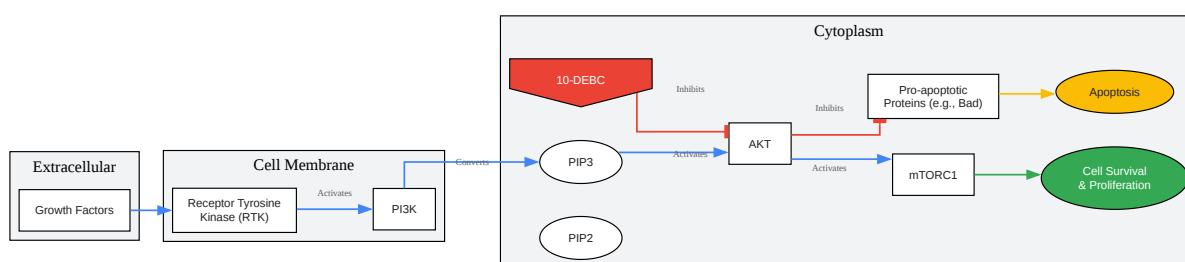 Extracellular
Growth Factors
Cell Membrane
Receptor Tyrosine
Kinase (RTK)
Activates
PI3K
Converts
Cytoplasm
10-DEBC
Inhibits
PIP3
Activates
PIP2
AKT
Inhibits
Activates
Pro-apoptotic
Proteins (e.g., Bad)
mTORC1
Apoptosis
Cell Survival
& Proliferation